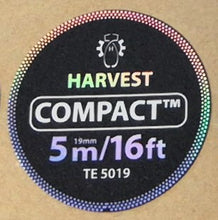 HARVEST
COMPACT™
19mm
5m/16ft
TE 5019